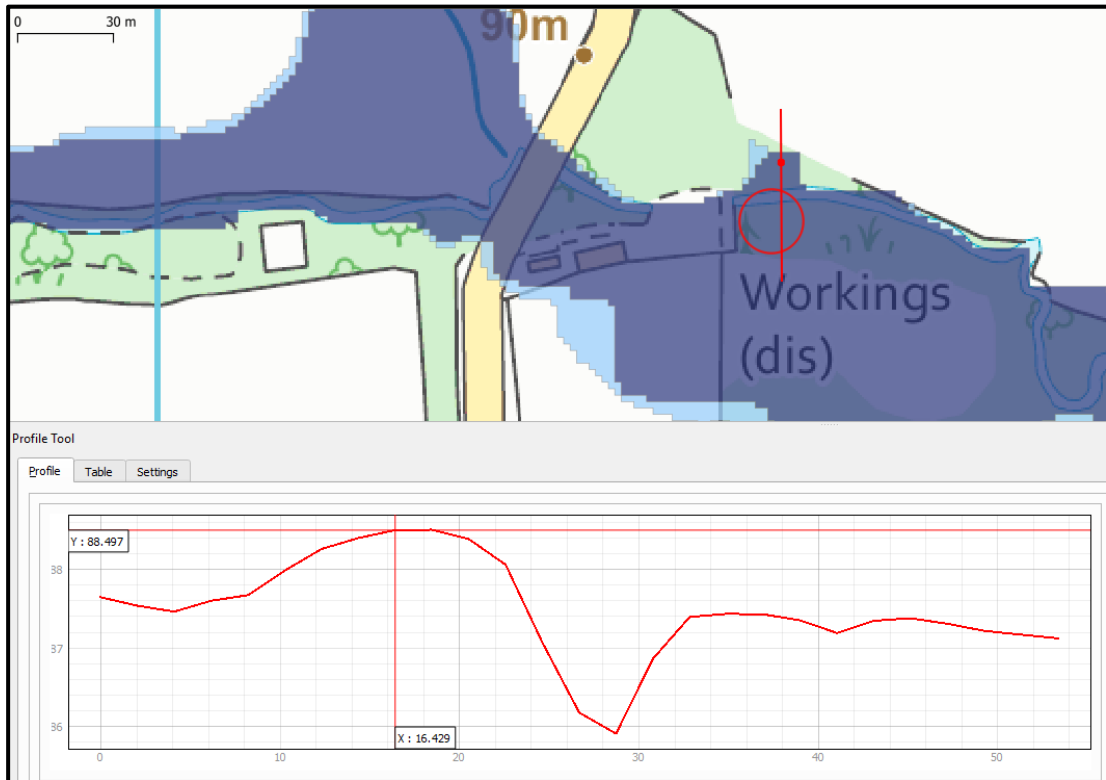 0 30 m
90m
Workings
(dis)
Profile Tool
Profile Table Settings
Y : 88.497
38
37
36
X : 16.429
0 10 20 30 40 50